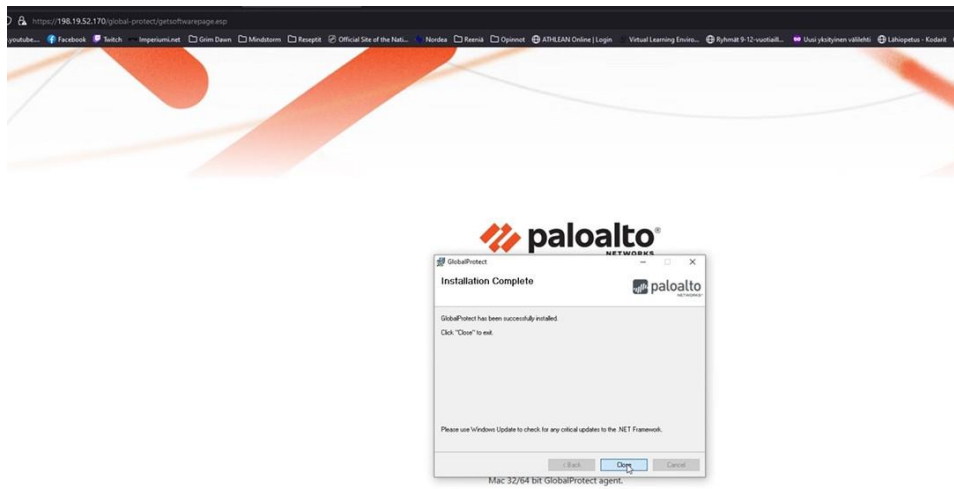 https://198.19.52.170/global-protect/getsoftwarepage.esp
youtube... Facebook Twitch Imperiumi.net Grim Dawn Mindstorm Reseptit Official Site of the Nati... Nordea Reeniä Opinnot ATHLEAN Online | Login Virtual Learning Enviro... Ryhmät 9-12-vuotiaill... Uusi yksityinen välilehti Lähiopetus - Kodarit
paloalto®
NETWORKS
GlobalProtect
Installation Complete
paloalto
NETWORKS
GlobalProtect has been successfully installed.
Click "Close" to exit.
Please use Windows Update to check for any critical updates to the .NET Framework.
< Back Close Cancel
Mac 32/64 bit GlobalProtect agent.